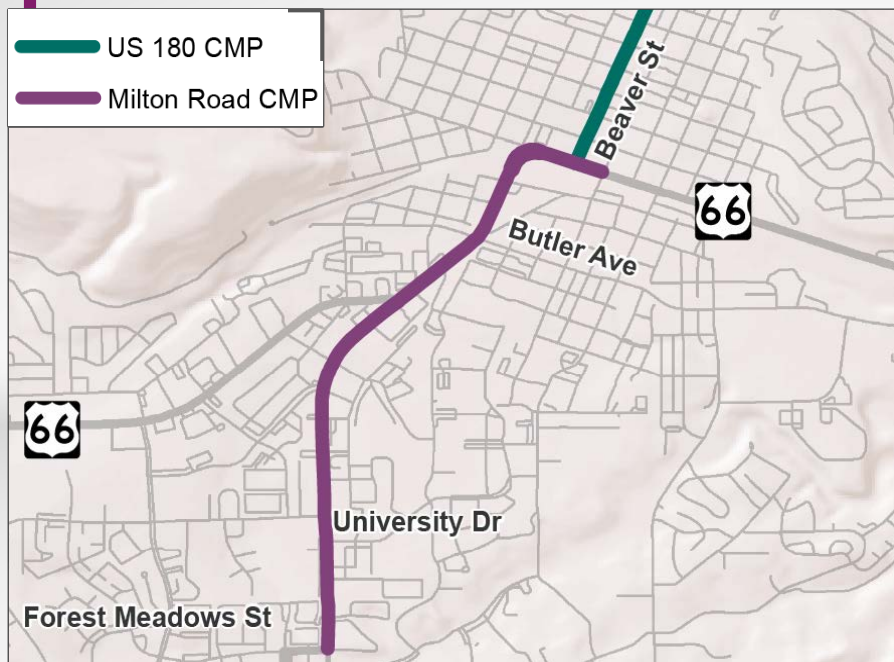 US 180 CMP
Milton Road CMP
Beaver St
66
Butler Ave
66
University Dr
Forest Meadows St